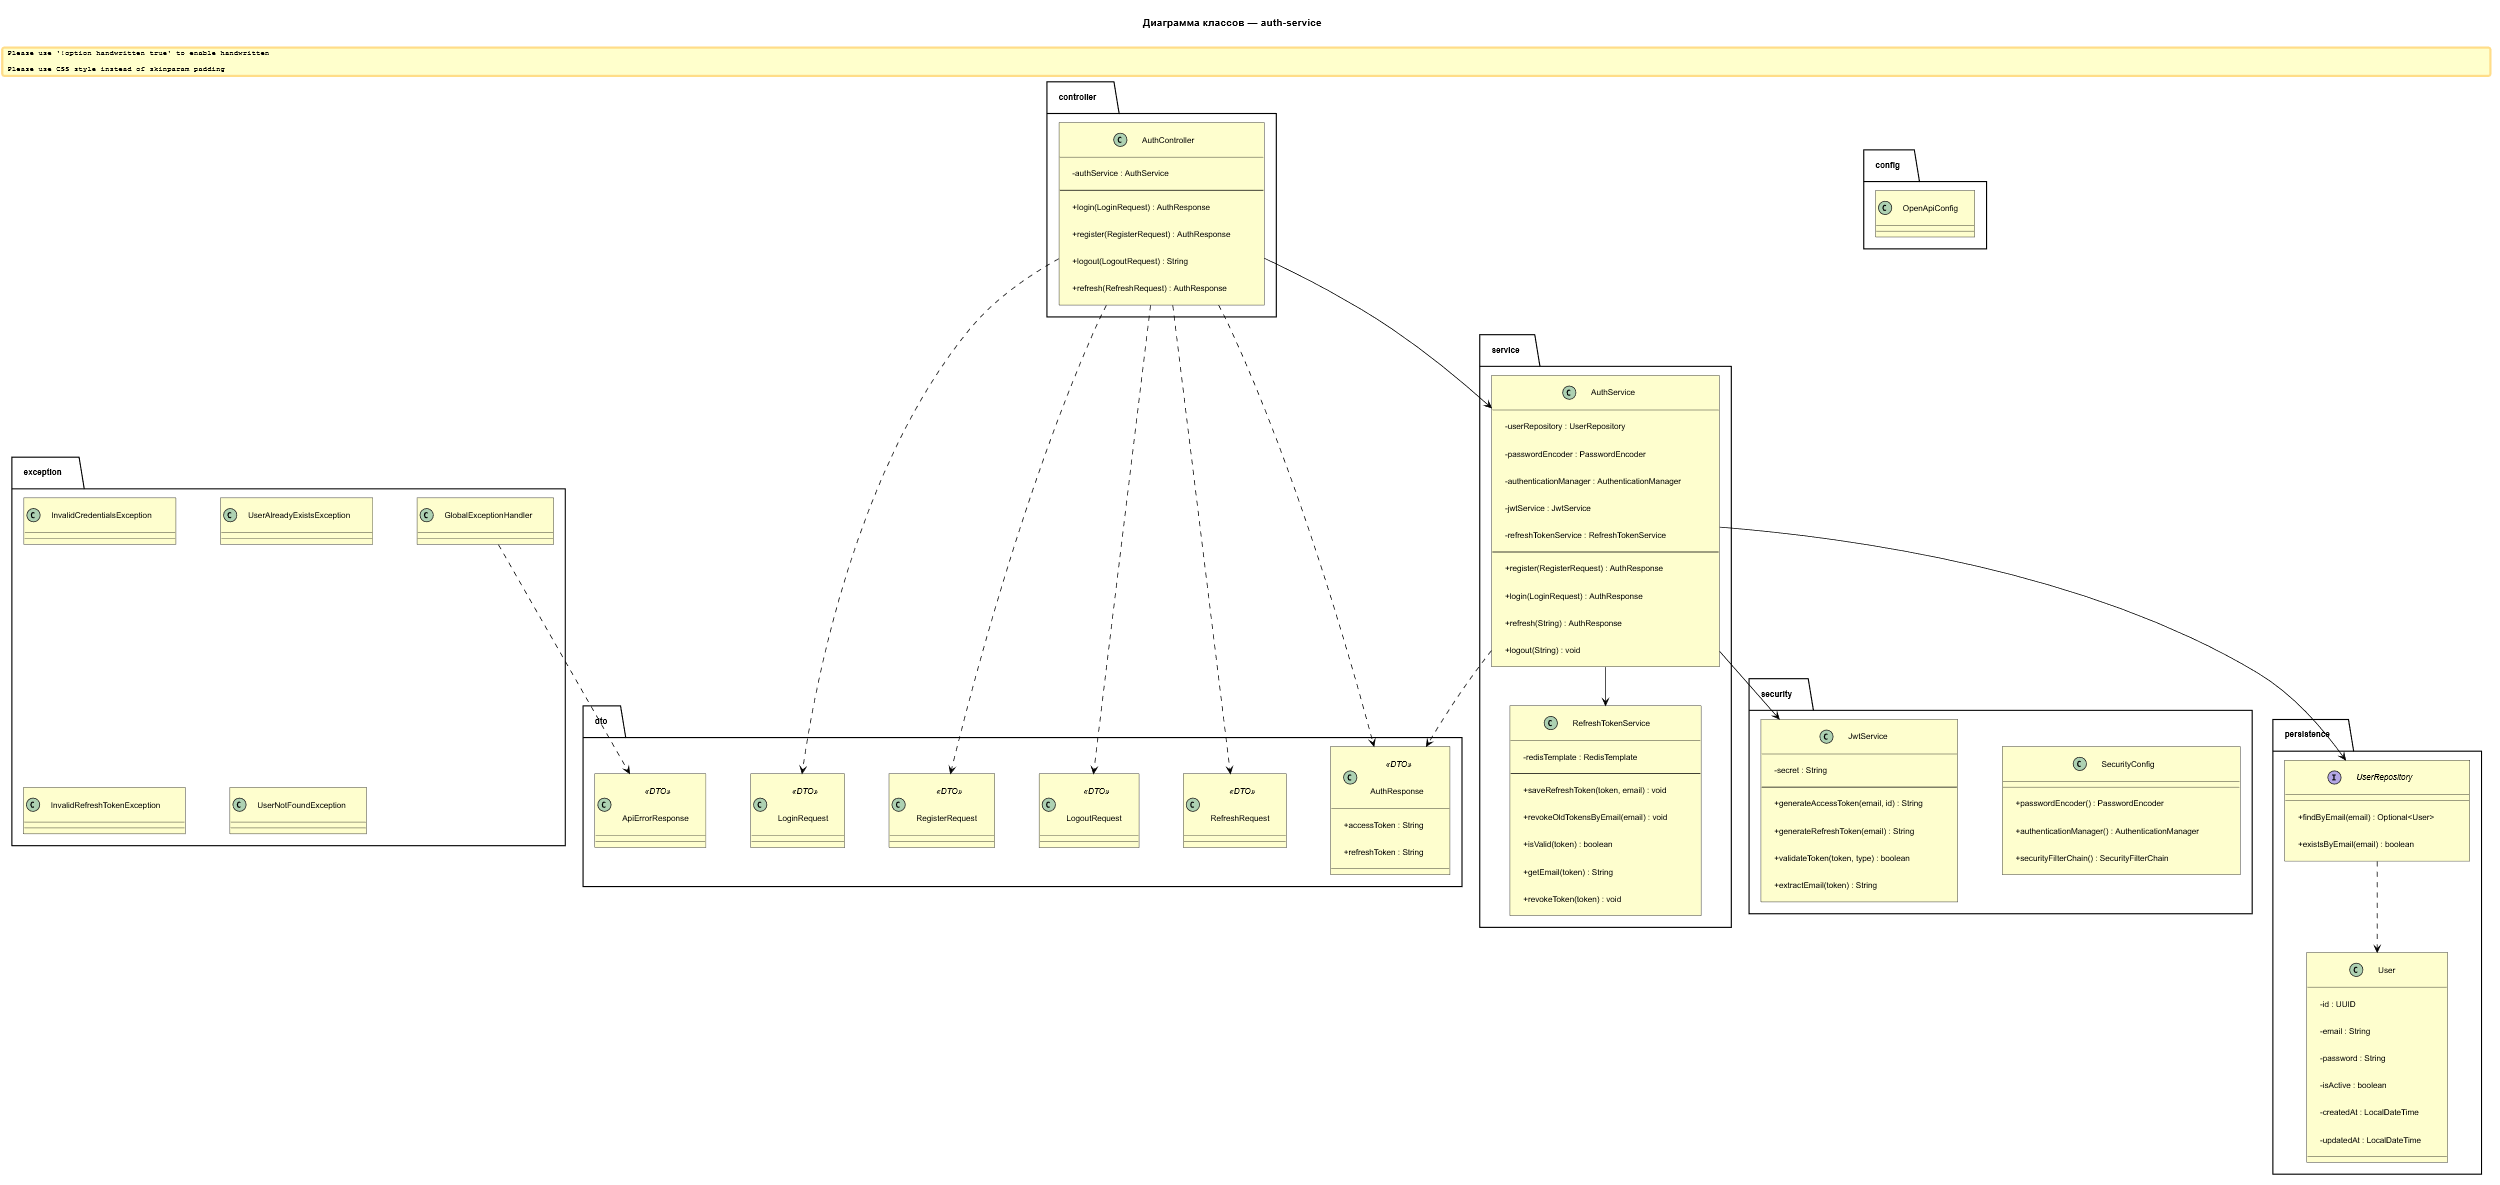 Диаграмма классов — auth-service
Please use '!option handwritten true' to enable handwritten
Please use CSS style instead of skinparam padding
controller
C AuthController
-authService : AuthService
+login(LoginRequest) : AuthResponse
+register(RegisterRequest) : AuthResponse
+logout(LogoutRequest) : String
+refresh(RefreshRequest) : AuthResponse
config
C OpenApiConfig
service
C AuthService
-userRepository : UserRepository
-passwordEncoder : PasswordEncoder
-authenticationManager : AuthenticationManager
-jwtService : JwtService
-refreshTokenService : RefreshTokenService
+register(RegisterRequest) : AuthResponse
+login(LoginRequest) : AuthResponse
+refresh(String) : AuthResponse
+logout(String) : void
C RefreshTokenService
-redisTemplate : RedisTemplate
+saveRefreshToken(token, email) : void
+revokeOldTokensByEmail(email) : void
+isValid(token) : boolean
+getEmail(token) : String
+revokeToken(token) : void
exception
C InvalidCredentialsException
C UserAlreadyExistsException
C GlobalExceptionHandler
C InvalidRefreshTokenException
C UserNotFoundException
dto
«DTO»
C ApiErrorResponse
«DTO»
C LoginRequest
«DTO»
C RegisterRequest
«DTO»
C LogoutRequest
«DTO»
C RefreshRequest
«DTO»
C AuthResponse
+accessToken : String
+refreshToken : String
security
C JwtService
-secret : String
+generateAccessToken(email, id) : String
+generateRefreshToken(email) : String
+validateToken(token, type) : boolean
+extractEmail(token) : String
C SecurityConfig
+passwordEncoder() : PasswordEncoder
+authenticationManager() : AuthenticationManager
+securityFilterChain() : SecurityFilterChain
persistence
I UserRepository
+findByEmail(email) : Optional<User>
+existsByEmail(email) : boolean
C User
-id : UUID
-email : String
-password : String
-isActive : boolean
-createdAt : LocalDateTime
-updatedAt : LocalDateTime